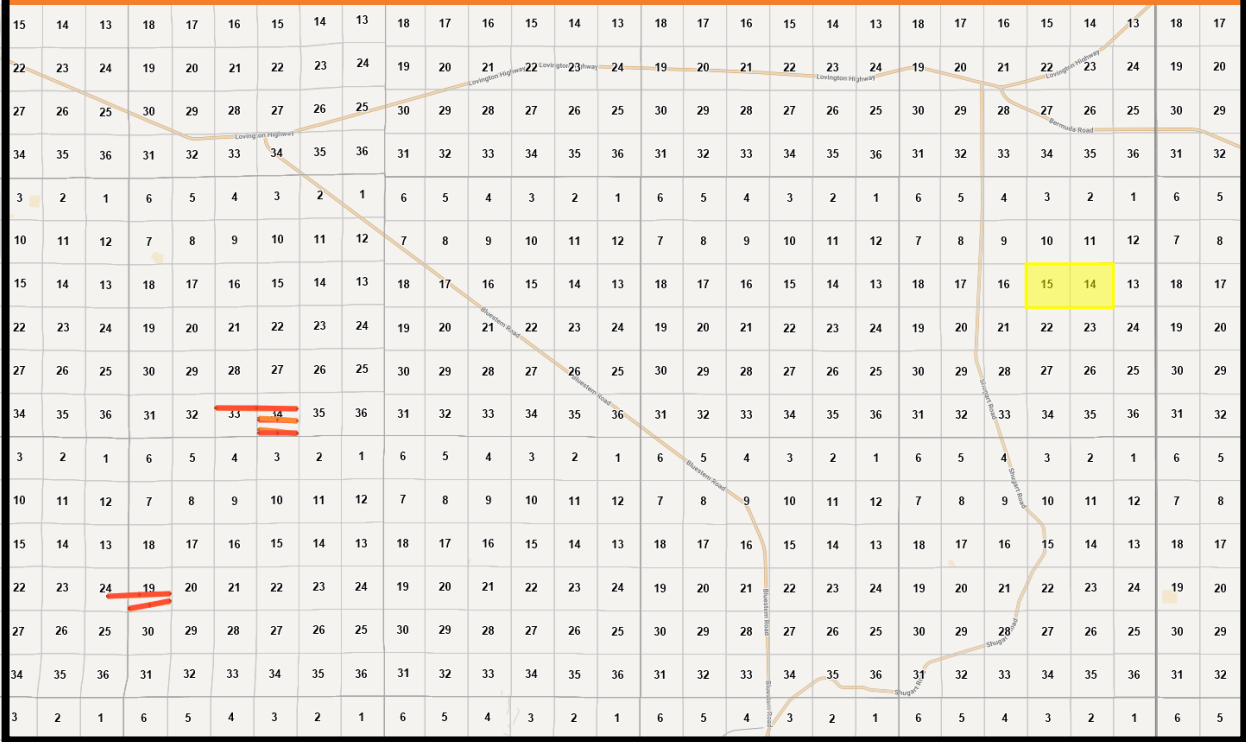 15 14 13 18 17 16 15 14 13 18 17 16 15 14 13 18 17 16 15 14 13 18 17 16 15 14 13 18 17
22 23 24 19 20 21 22 23 24 19 20 21 22 23 24 19 20 21 22 23 24 19 20 21 22 23 24 19 20
Lovington Highway Lovington Highway Lovington Highway Lovington Highway
27 26 25 30 29 28 27 26 25 30 29 28 27 26 25 30 29 28 27 26 25 30 29 28 27 26 25 30 29
Lovington Highway Bermuda Road
34 35 36 31 32 33 34 35 36 31 32 33 34 35 36 31 32 33 34 35 36 31 32 33 34 35 36 31 32
3 2 1 6 5 4 3 2 1 6 5 4 3 2 1 6 5 4 3 2 1 6 5 4 3 2 1 6 5
10 11 12 7 8 9 10 11 12 7 8 9 10 11 12 7 8 9 10 11 12 7 8 9 10 11 12 7 8
15 14 13 18 17 16 15 14 13 18 17 16 15 14 13 18 17 16 15 14 13 18 17 16 15 14 13 18 17
22 23 24 19 20 21 22 23 24 19 20 21 22 23 24 19 20 21 22 23 24 19 20 21 22 23 24 19 20
Bluestem Road
27 26 25 30 29 28 27 26 25 30 29 28 27 26 25 30 29 28 27 26 25 30 29 28 27 26 25 30 29
Bluestem Road Shugart Road
34 35 36 31 32 33 34 35 36 31 32 33 34 35 36 31 32 33 34 35 36 31 32 33 34 35 36 31 32
3 2 1 6 5 4 3 2 1 6 5 4 3 2 1 6 5 4 3 2 1 6 5 4 3 2 1 6 5
Bluestem Road Shugart Road
10 11 12 7 8 9 10 11 12 7 8 9 10 11 12 7 8 9 10 11 12 7 8 9 10 11 12 7 8
15 14 13 18 17 16 15 14 13 18 17 16 15 14 13 18 17 16 15 14 13 18 17 16 15 14 13 18 17
22 23 24 19 20 21 22 23 24 19 20 21 22 23 24 19 20 21 22 23 24 19 20 21 22 23 24 19 20
Bluestem Road
27 26 25 30 29 28 27 26 25 30 29 28 27 26 25 30 29 28 27 26 25 30 29 28 27 26 25 30 29
Shugart Road
34 35 36 31 32 33 34 35 36 31 32 33 34 35 36 31 32 33 34 35 36 31 32 33 34 35 36 31 32
Bluestem Road Shugart Road
3 2 1 6 5 4 3 2 1 6 5 4 3 2 1 6 5 4 3 2 1 6 5 4 3 2 1 6 5